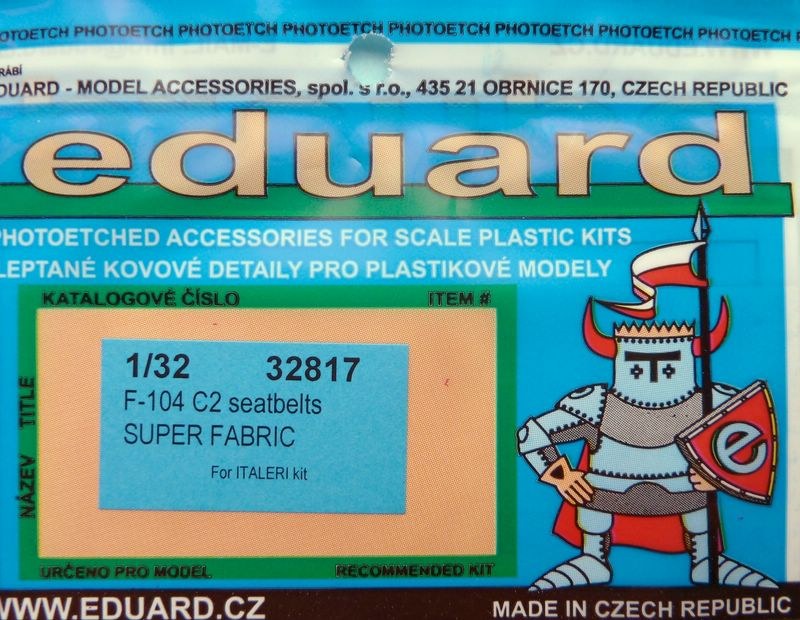 PHOTOETCH PHOTOETCH PHOTOETCH PHOTOETCH PHOTOETCH PHOTOETCH PHOTOETCH PHOTOETCH
EDUARD - MODEL ACCESSORIES, spol. s r.o., 435 21 OBRNICE 170, CZECH REPUBLIC
eduard
PHOTOETCHED ACCESSORIES FOR SCALE PLASTIC KITS
LEPTANÉ KOVOVÉ DETAILY PRO PLASTIKOVÉ MODELY
KATALOGOVÉ ČÍSLO ITEM #
1/32 32817
F-104 C2 seatbelts
SUPER FABRIC
For ITALERI kit
NÁZEV TITLE
e
URČENO PRO MODEL RECOMMENDED KIT
WWW.EDUARD.CZ MADE IN CZECH REPUBLIC